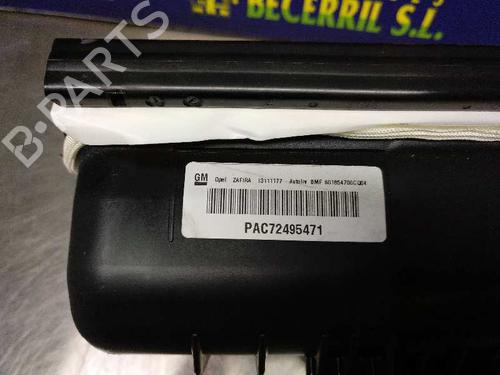 BECERRIL S.L.
B-PARTS
GM Opel ZAFIRA 13111177 Autoliv BMF
PAC72495471